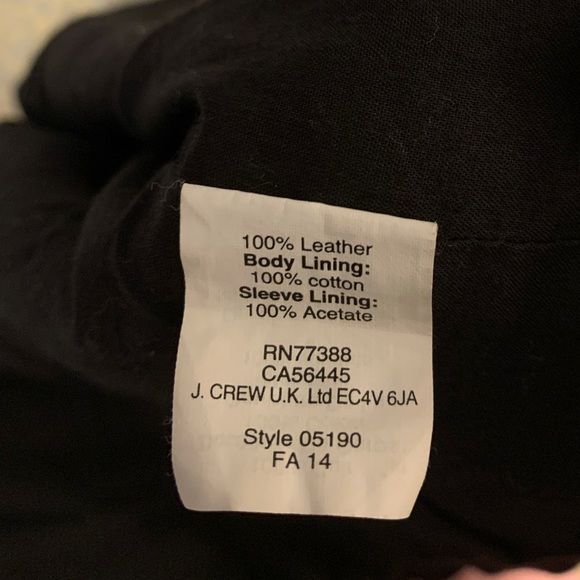 100% Leather
Body Lining:
100% cotton
Sleeve Lining:
100% Acetate
RN77388
CA56445
J. CREW U.K. Ltd EC4V 6JA
Style 05190
FA 14